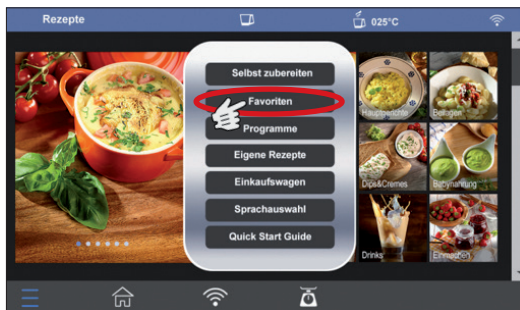 Rezepte
025°C
Selbst zubereiten
Favoriten
Programme
Eigene Rezepte
Einkaufswagen
Sprachauswahl
Quick Start Guide
Hauptgerichte
Beilagen
Dips&Cremes
Babynahrung
Drinks
Einmachen